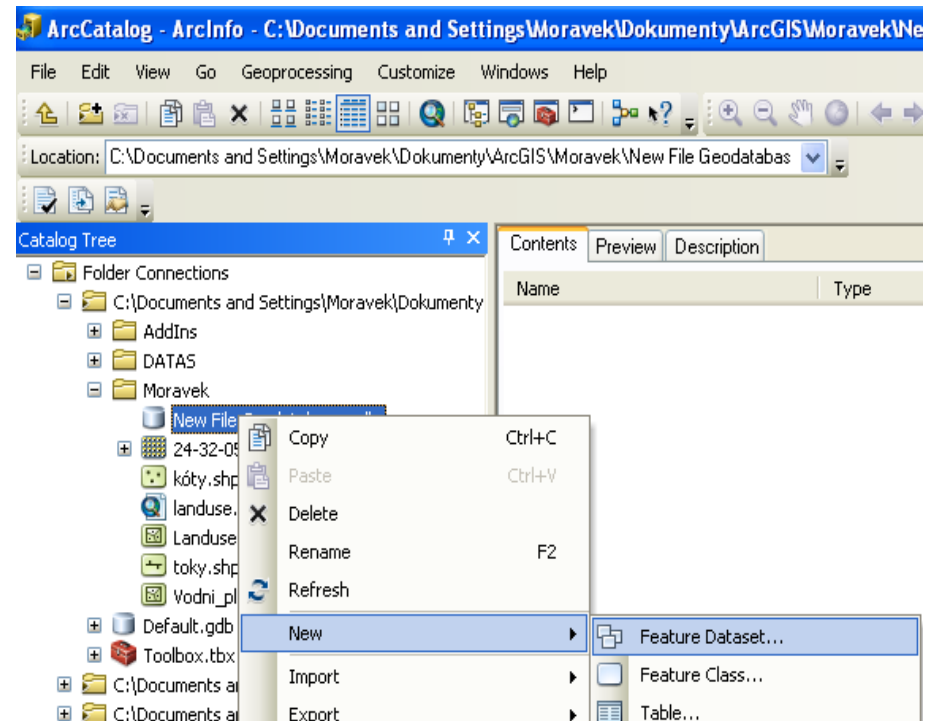 ArcCatalog - ArcInfo - C:\Documents and Settings\Moravek\Dokumenty\ArcGIS\Moravek\Ne
File Edit View Go Geoprocessing Customize Windows Help
Location: C:\Documents and Settings\Moravek\Dokumenty\ArcGIS\Moravek\New File Geodatabas
Catalog Tree
Contents Preview Description
Name Type
Folder Connections
C:\Documents and Settings\Moravek\Dokumenty
AddIns
DATAS
Moravek
New File
24-32-05
kóty.shp
landuse.
Landuse
toky.shp
Vodni_pl
Default.gdb
Toolbox.tbx
C:\Documents a
C:\Documents a
Copy Ctrl+C
Paste Ctrl+V
Delete
Rename F2
Refresh
New
Import
Export
Feature Dataset...
Feature Class...
Table...